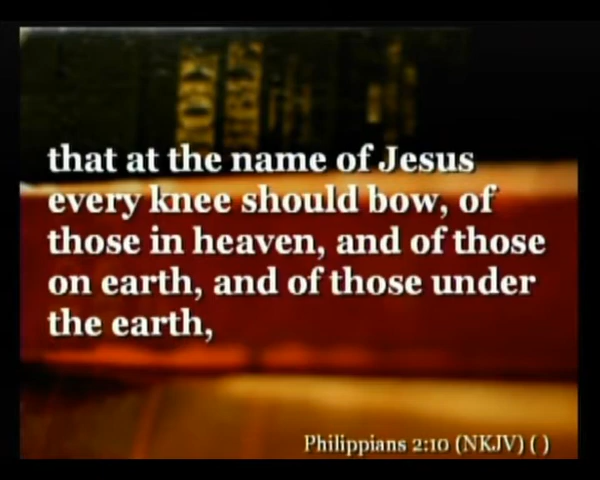 that at the name of Jesus
every knee should bow, of
those in heaven, and of those
on earth, and of those under
the earth,
Philippians 2:10 (NKJV) ( )